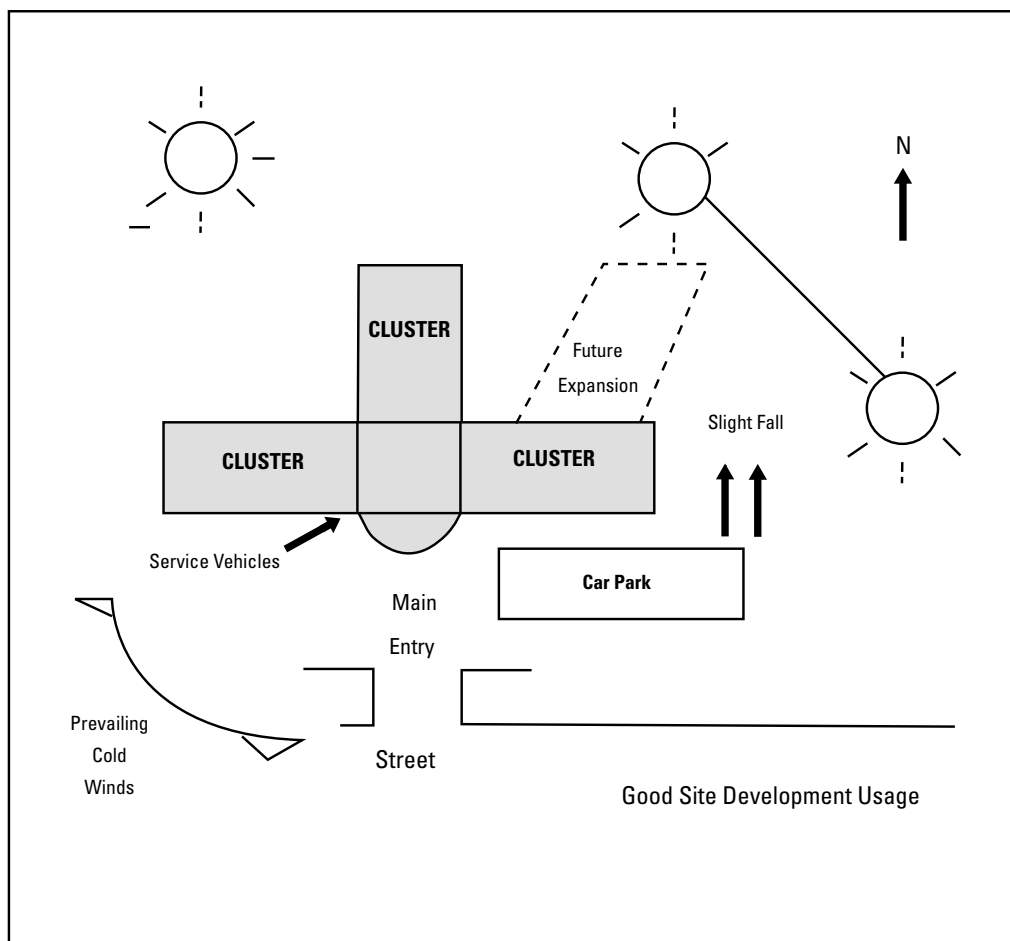 N
CLUSTER
Future
Expansion
Slight Fall
CLUSTER
CLUSTER
Service Vehicles
Car Park
Main
Entry
Prevailing
Cold
Winds
Street
Good Site Development Usage